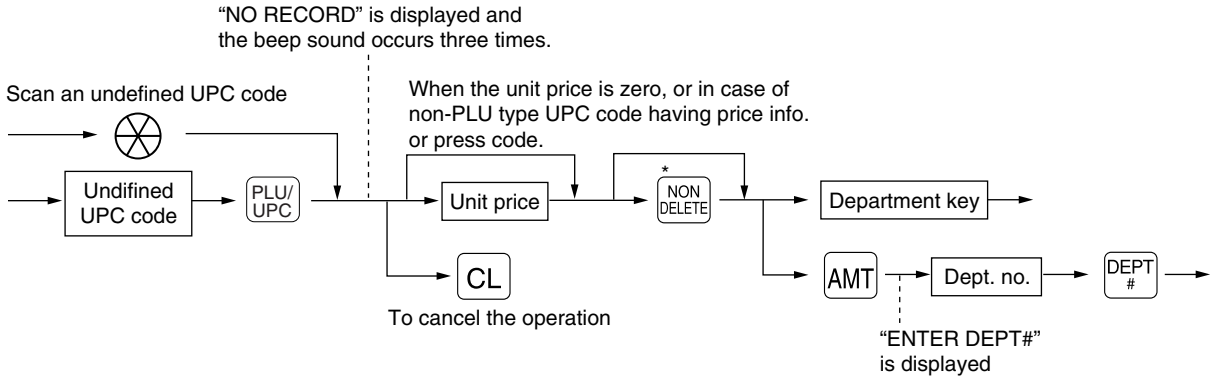 “NO RECORD” is displayed and
the beep sound occurs three times.
Scan an undefined UPC code
When the unit price is zero, or in case of
non-PLU type UPC code having price info.
or press code.
Undifined
UPC code
PLU/
UPC
Unit price
*
NON
DELETE
Department key
CL
To cancel the operation
AMT
Dept. no.
DEPT
#
“ENTER DEPT#”
is displayed